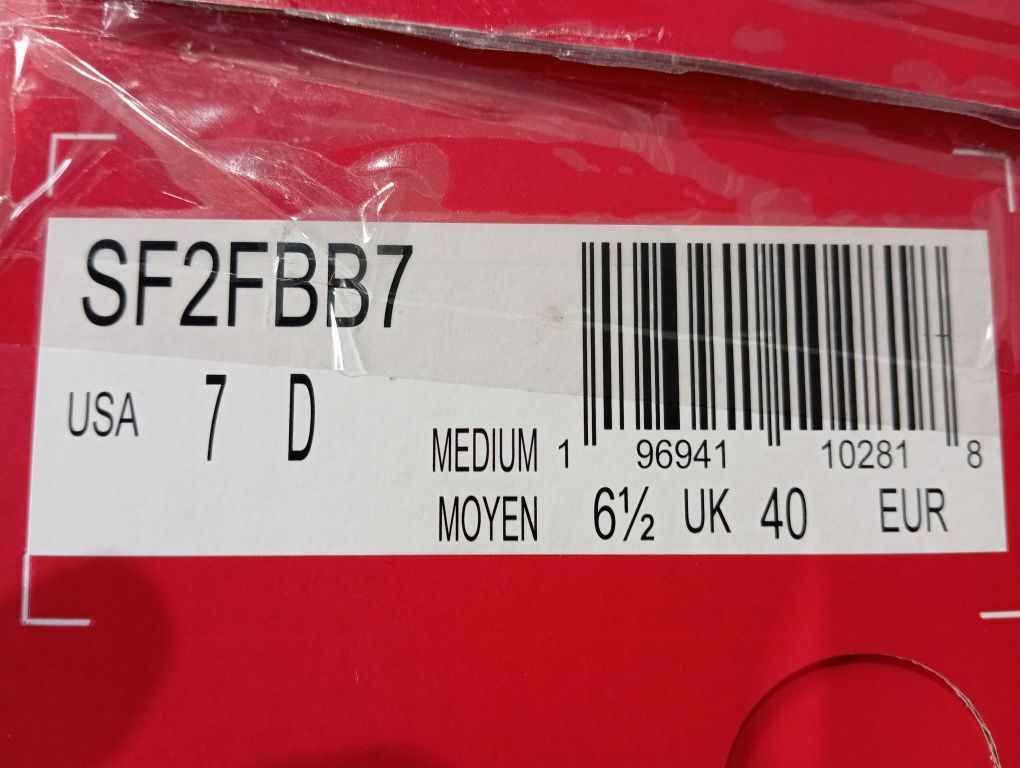 SF2FBB7
USA 7 D
MEDIUM 1 96941 10281 8
MOYEN 6½ UK 40 EUR